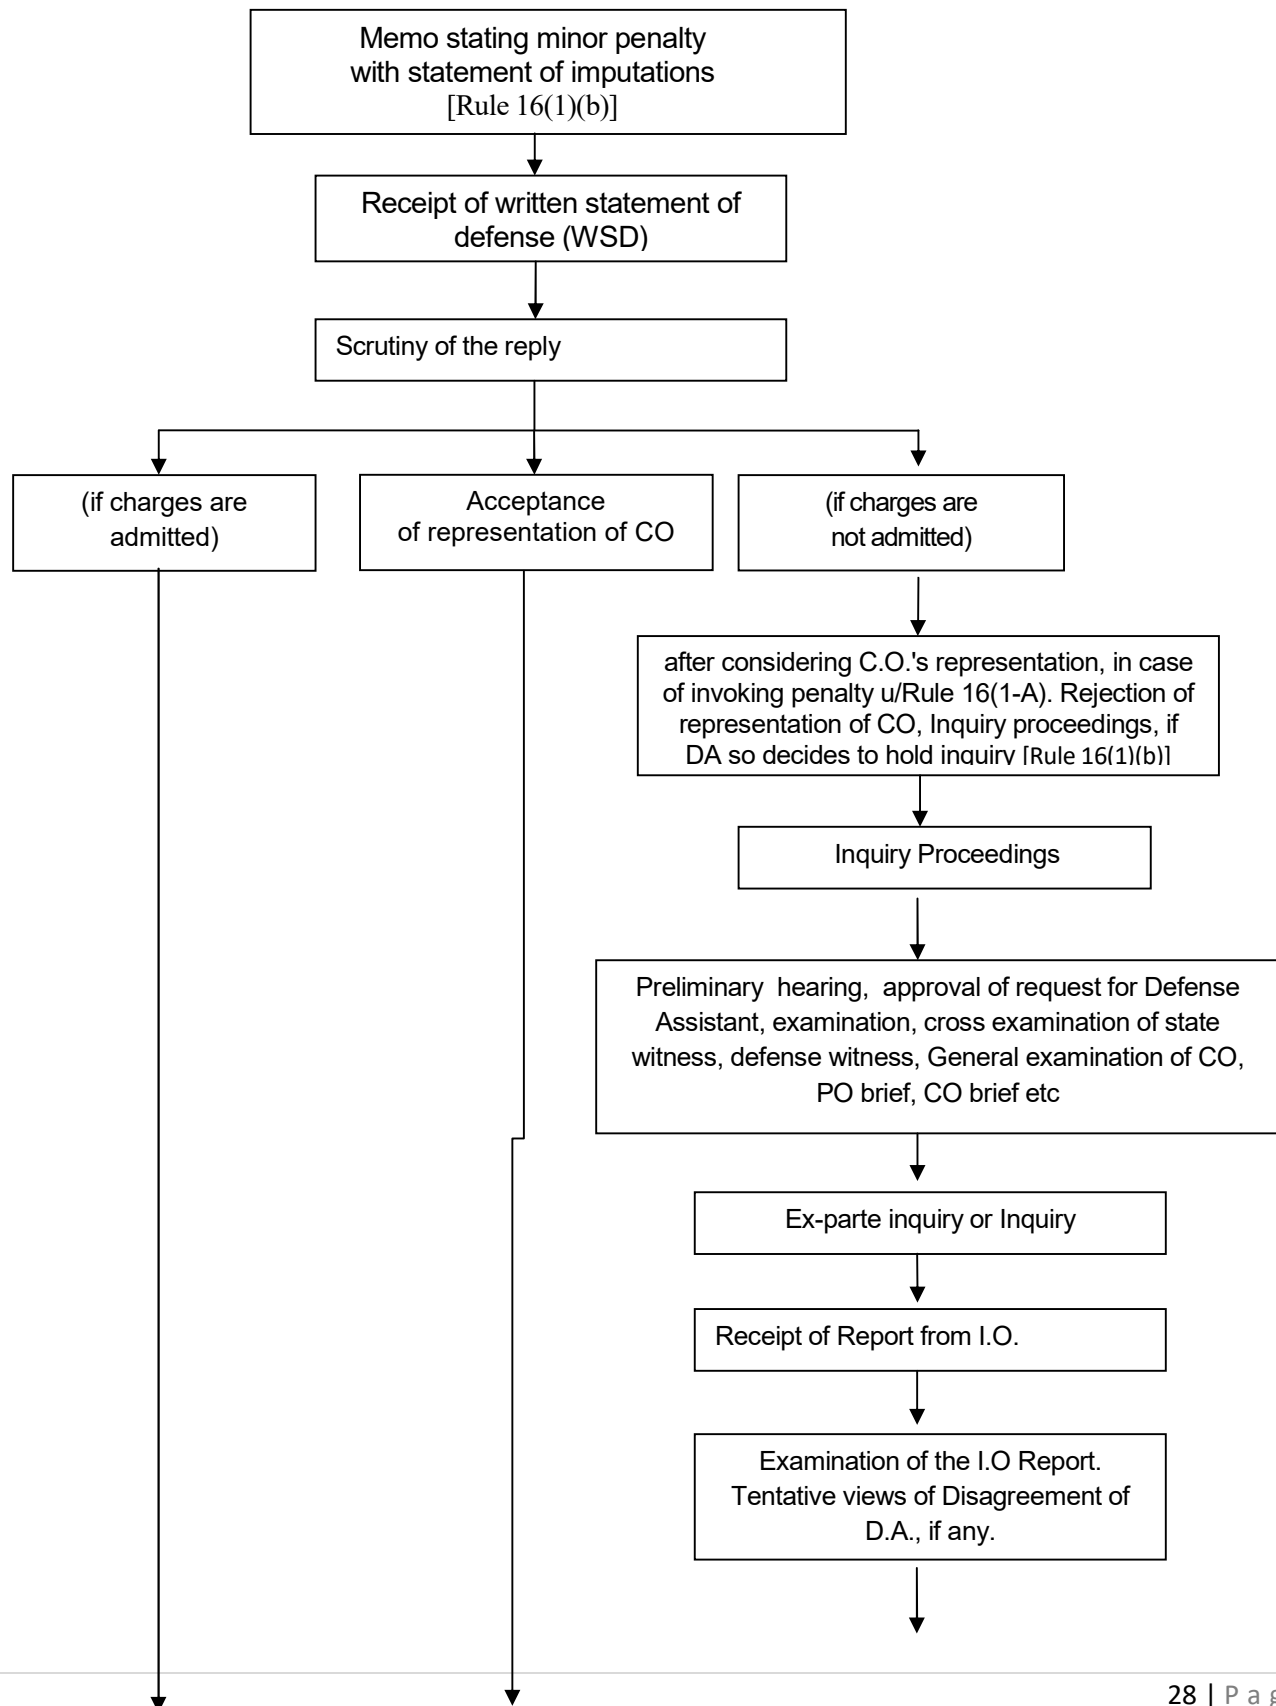 Memo stating minor penalty
with statement of imputations
[Rule 16(1)(b)]
Receipt of written statement of
defense (WSD)
Scrutiny of the reply
(if charges are
admitted)
Acceptance
of representation of CO
(if charges are
not admitted)
after considering C.O.'s representation, in case
of invoking penalty u/Rule 16(1-A). Rejection of
representation of CO, Inquiry proceedings, if
DA so decides to hold inquiry [Rule 16(1)(b)]
Inquiry Proceedings
Preliminary hearing, approval of request for Defense
Assistant, examination, cross examination of state
witness, defense witness, General examination of CO,
PO brief, CO brief etc
Ex-parte inquiry or Inquiry
Receipt of Report from I.O.
Examination of the I.O Report.
Tentative views of Disagreement of
D.A., if any.
28 | P a g